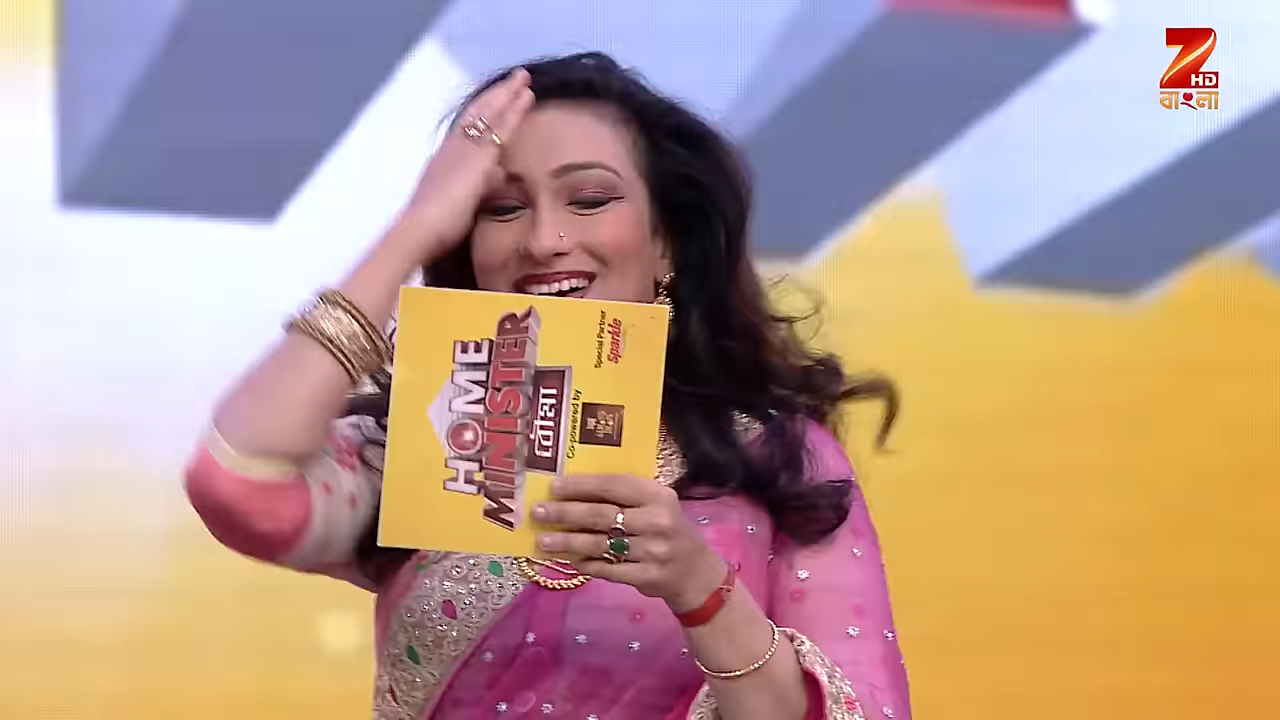 Z
HD
বাংলা
HOME
MINISTER
বৌমা
Special Partner
Sparkle
Co-powered by